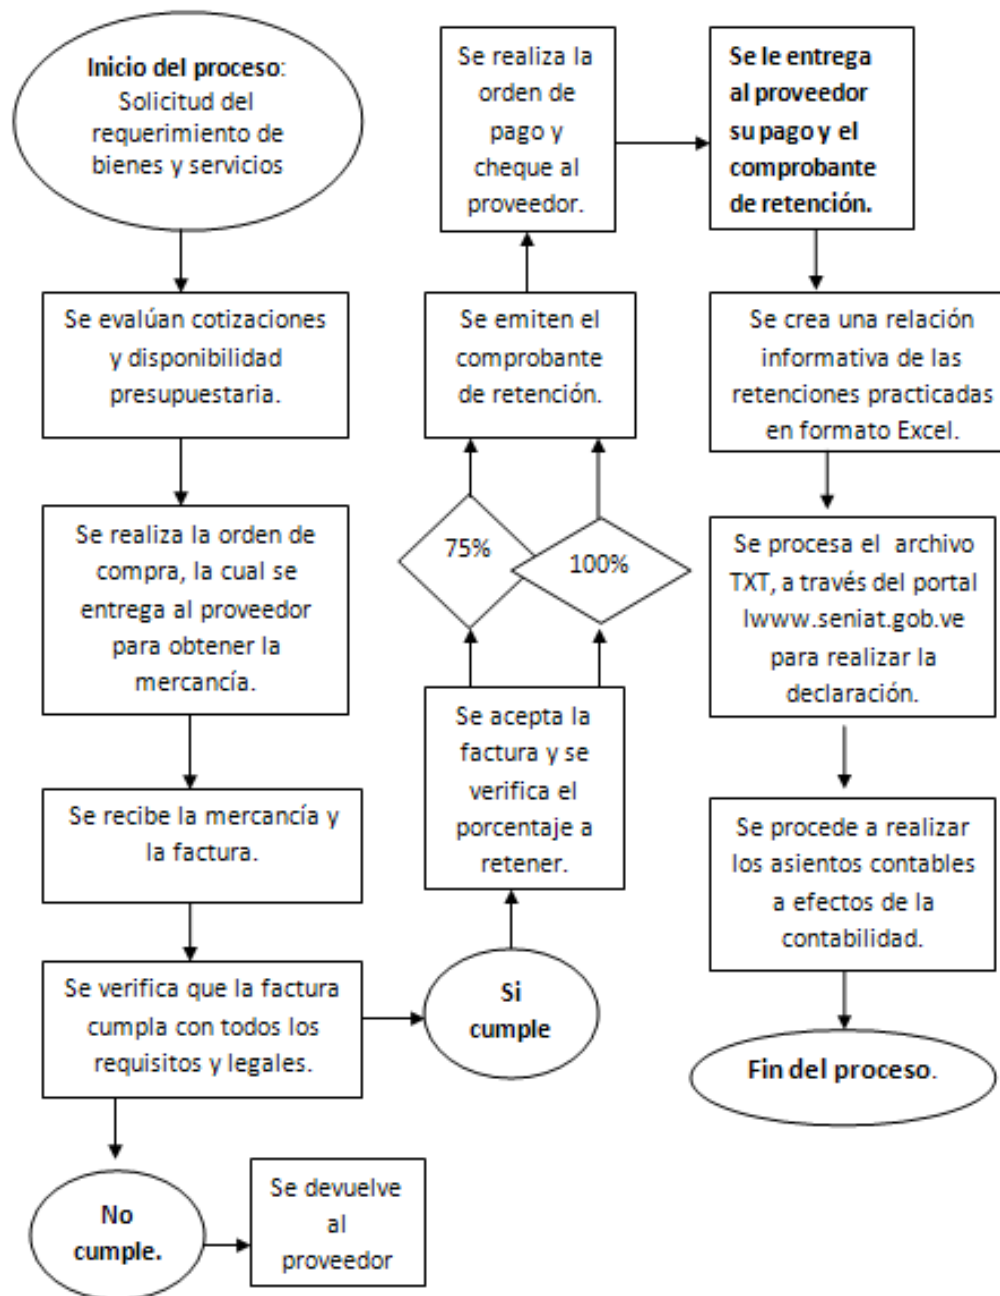 Inicio del proceso:
Solicitud del
requerimiento de
bienes y servicios
Se evalúan cotizaciones
y disponibilidad
presupuestaria.
Se realiza la orden de
compra, la cual se
entrega al proveedor
para obtener la
mercancía.
Se recibe la mercancía y
la factura.
Se verifica que la factura
cumpla con todos los
requisitos y legales.
No
cumple.
Se devuelve
al
proveedor
Si
cumple
Se acepta la
factura y se
verifica el
porcentaje a
retener.
75%
100%
Se emiten el
comprobante
de retención.
Se realiza la
orden de
pago y
cheque al
proveedor.
Se le entrega
al proveedor
su pago y el
comprobante
de retención.
Se crea una relación
informativa de las
retenciones practicadas
en formato Excel.
Se procesa el archivo
TXT, a través del portal
lwww.seniat.gob.ve
para realizar la
declaración.
Se procede a realizar
los asientos contables
a efectos de la
contabilidad.
Fin del proceso.